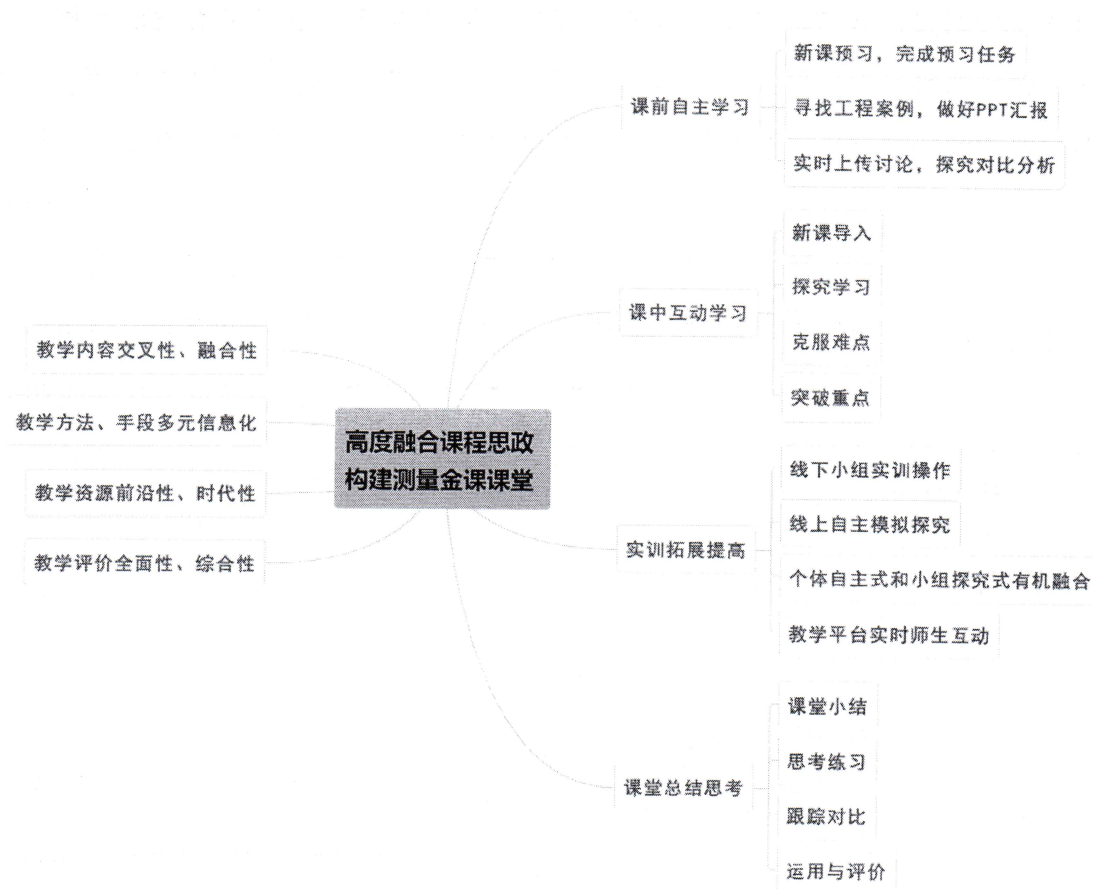 新课预习，完成预习任务
课前自主学习
寻找工程案例，做好PPT汇报
实时上传讨论，探究对比分析
新课导入
探究学习
课中互动学习
克服难点
突破重点
教学内容交叉性、融合性
教学方法、手段多元信息化
教学资源前沿性、时代性
教学评价全面性、综合性
高度融合课程思政
构建测量金课课堂
线下小组实训操作
线上自主模拟探究
实训拓展提高
个体自主式和小组探究式有机融合
教学平台实时师生互动
课堂小结
思考练习
课堂总结思考
跟踪对比
运用与评价